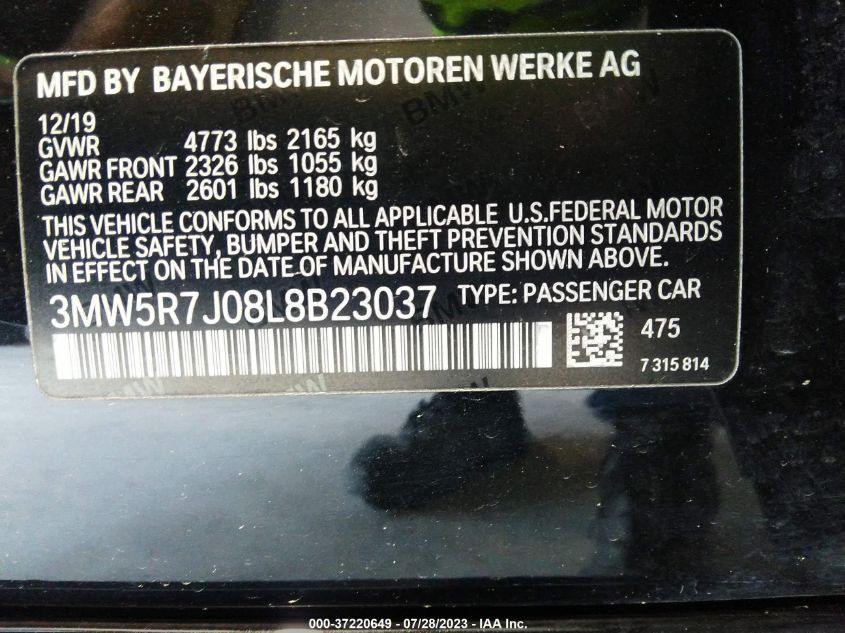 MFD BY BAYERISCHE MOTOREN WERKE AG
12/19
GVWR 4773 lbs 2165 kg
GAWR FRONT 2326 lbs 1055 kg
GAWR REAR 2601 lbs 1180 kg
THIS VEHICLE CONFORMS TO ALL APPLICABLE U.S.FEDERAL MOTOR
VEHICLE SAFETY, BUMPER AND THEFT PREVENTION STANDARDS
IN EFFECT ON THE DATE OF MANUFACTURE SHOWN ABOVE.
3MW5R7J08L8B23037 TYPE: PASSENGER CAR
475
7 315 814
000-37220649 - 07/28/2023 - IAA Inc.